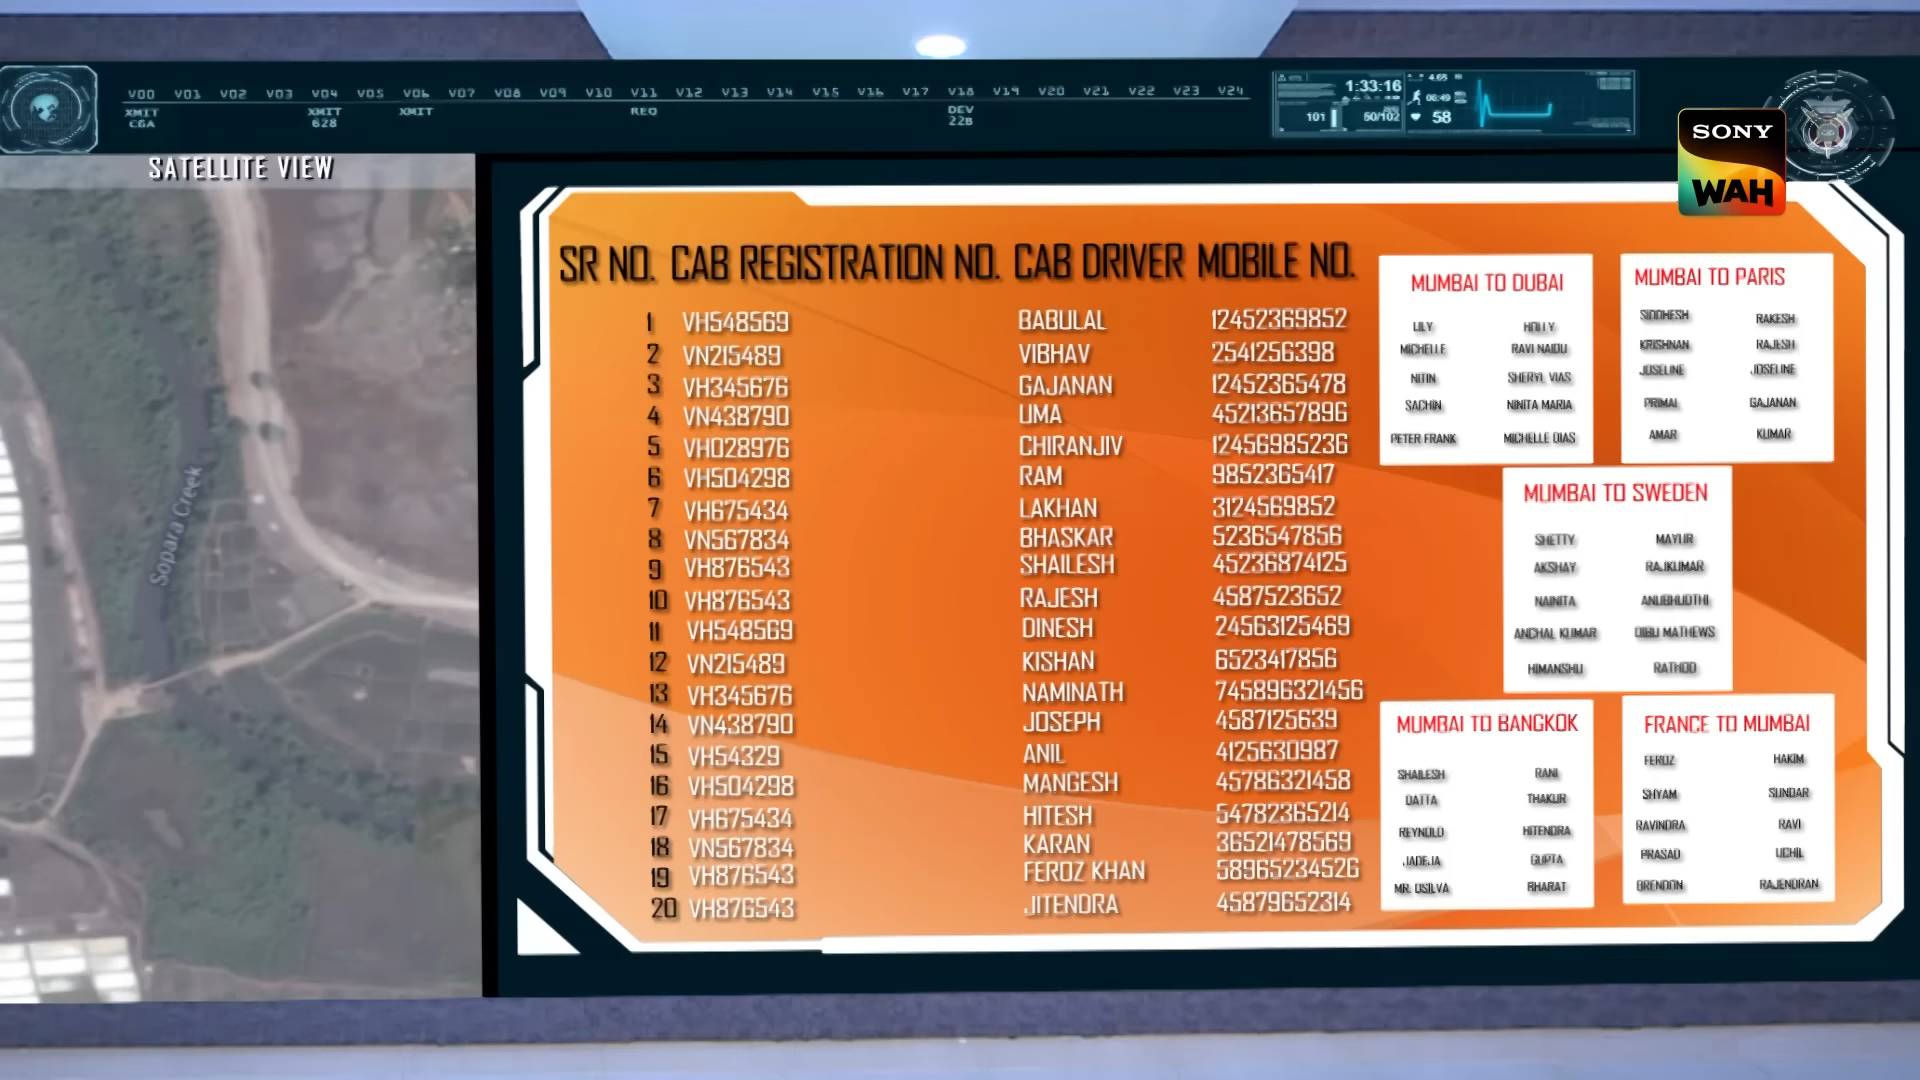 V00 V01 V02 V03 V04 V05 V06 V07 V08 V09 V10 V11 V12 V13 V14 V15 V16 V17 V18 V19 V20 V21 V22 V23 V24
XMIT XMIT XMIT REQ DEV
CGA 628 22B
1:33:16
101 50/102
4.65
06:49
58
SONY
WAH
SATELLITE VIEW
Sopara Creek
SR NO. CAB REGISTRATION NO. CAB DRIVER MOBILE NO.
1 VH548569 BABULAL 12452369852
2 VN215489 VIBHAV 2541256398
3 VH345676 GAJANAN 12452365478
4 VN438790 UMA 45213657896
5 VH028976 CHIRANJIV 12456985236
6 VH504298 RAM 9852365417
7 VH675434 LAKHAN 3124569852
8 VN567834 BHASKAR 5236547856
9 VH876543 SHAILESH 45236874125
10 VH876543 RAJESH 4587523652
11 VH548569 DINESH 24563125469
12 VN215489 KISHAN 6523417856
13 VH345676 NAMINATH 745896321456
14 VN438790 JOSEPH 4587125639
15 VH54329 ANIL 4125630987
16 VH504298 MANGESH 45786321458
17 VH675434 HITESH 54782365214
18 VN567834 KARAN 36521478569
19 VH876543 FEROZ KHAN 58965234526
20 VH876543 JITENDRA 45879652314
MUMBAI TO DUBAI
LILY HOLLY
MICHELLE RAVI NAIDU
NITIN SHERYL VIAS
SACHIN NINITA MARIA
PETER FRANK MICHELLE DIAS
MUMBAI TO PARIS
SIDDHESH RAKESH
KRISHNAN RAJESH
JOSELINE JOSELINE
PRIMAL GAJANAN
AMAR KUMAR
MUMBAI TO SWEDEN
SHETTY MAYUR
AKSHAY RAJKUMAR
NAINITA ANUBHUOTHI
ANCHAL KUMAR DIBU MATHEWS
HIMANSHU RATHOD
MUMBAI TO BANGKOK
SHAILESH RANI
DATTA THAKUR
REYNOLD HITENDRA
JADEJA GUPTA
MR. DSILVA BHARAT
FRANCE TO MUMBAI
FEROZ HAKIM
SHYAM SUNDAR
RAVINDRA RAVI
PRASAD UCHIL
BRENDON RAJENDRAN